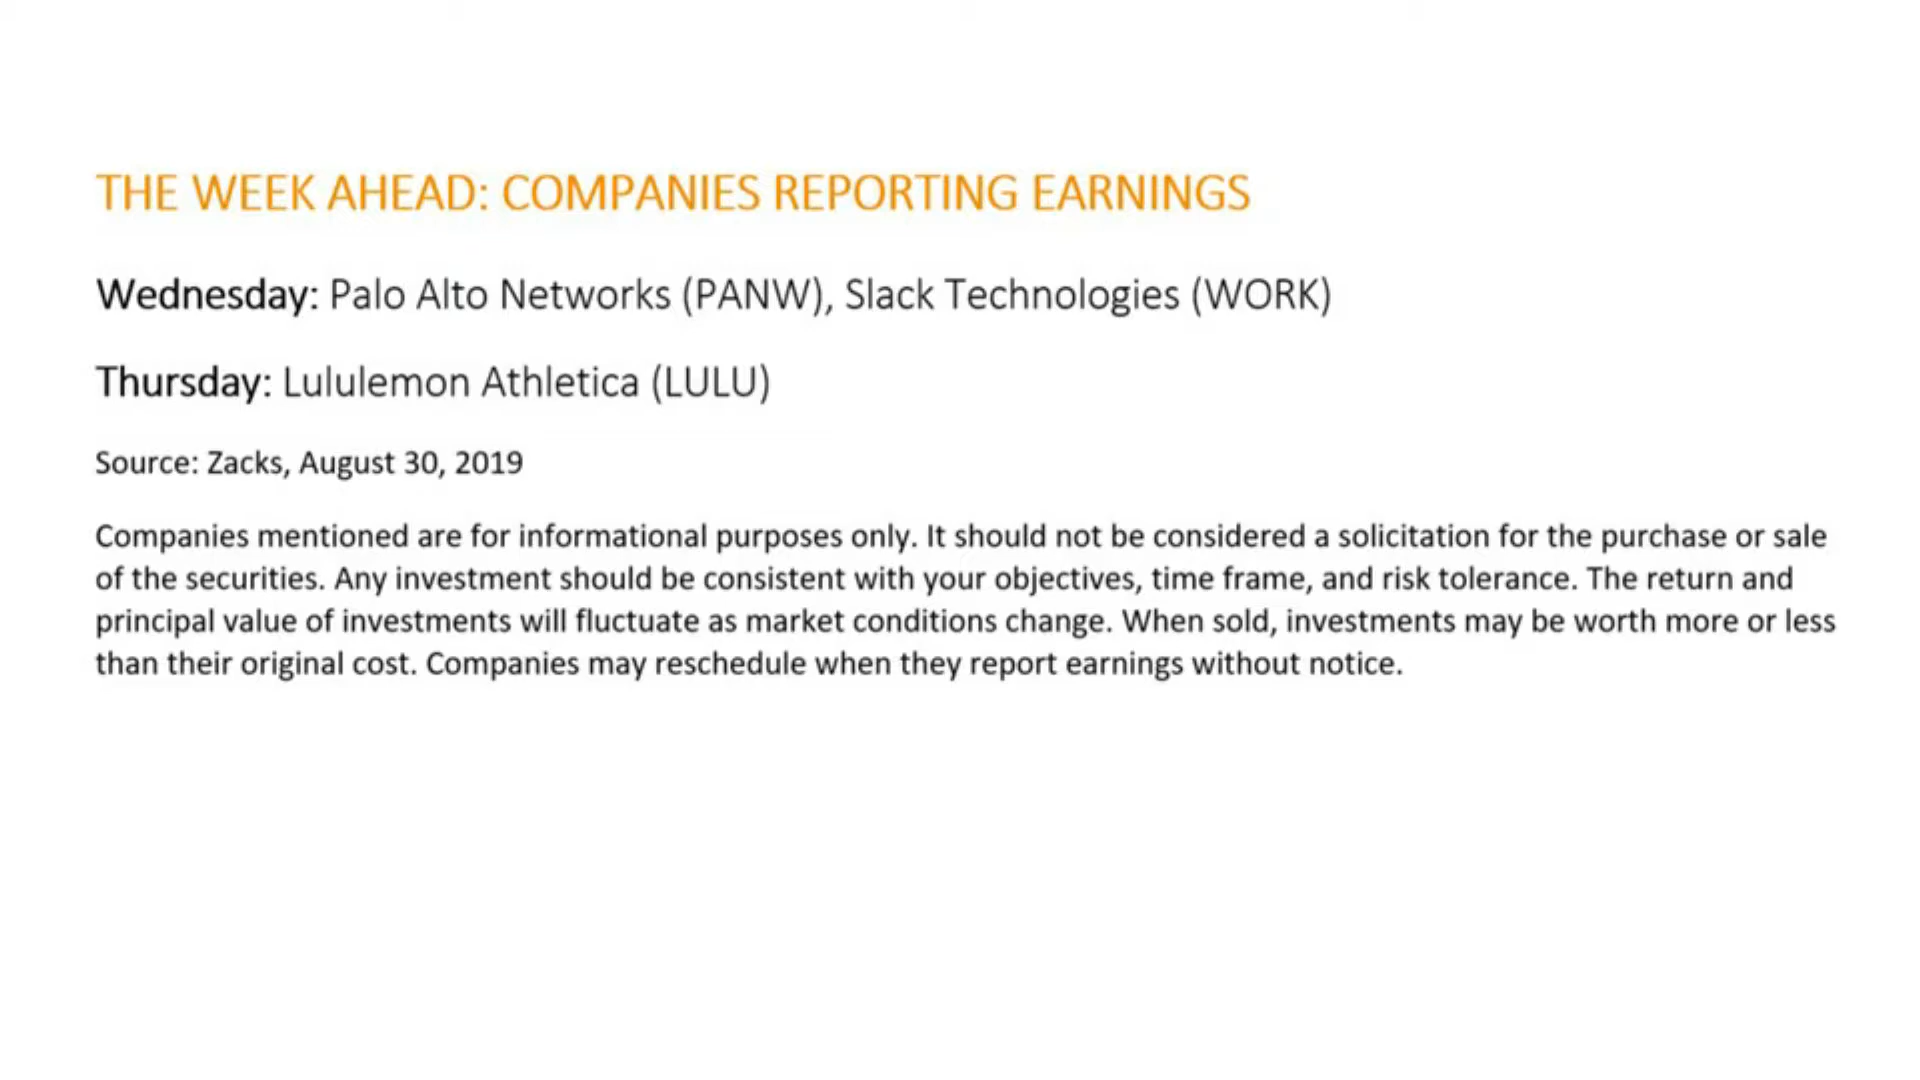 THE WEEK AHEAD: COMPANIES REPORTING EARNINGS
Wednesday: Palo Alto Networks (PANW), Slack Technologies (WORK)
Thursday: Lululemon Athletica (LULU)
Source: Zacks, August 30, 2019
Companies mentioned are for informational purposes only. It should not be considered a solicitation for the purchase or sale
of the securities. Any investment should be consistent with your objectives, time frame, and risk tolerance. The return and
principal value of investments will fluctuate as market conditions change. When sold, investments may be worth more or less
than their original cost. Companies may reschedule when they report earnings without notice.